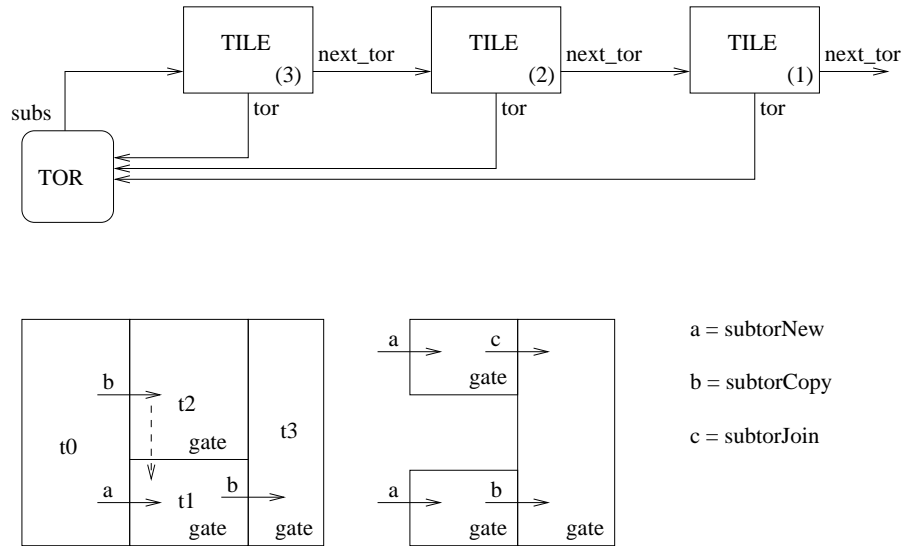 TILE
TILE
TILE
(3)
next_tor
(2)
next_tor
(1)
next_tor
subs
tor
tor
tor
TOR
a = subtorNew
a
c
b
gate
b = subtorCopy
t2
t0
t3
gate
c = subtorJoin
a
t1
b
a
b
gate
gate
gate
gate